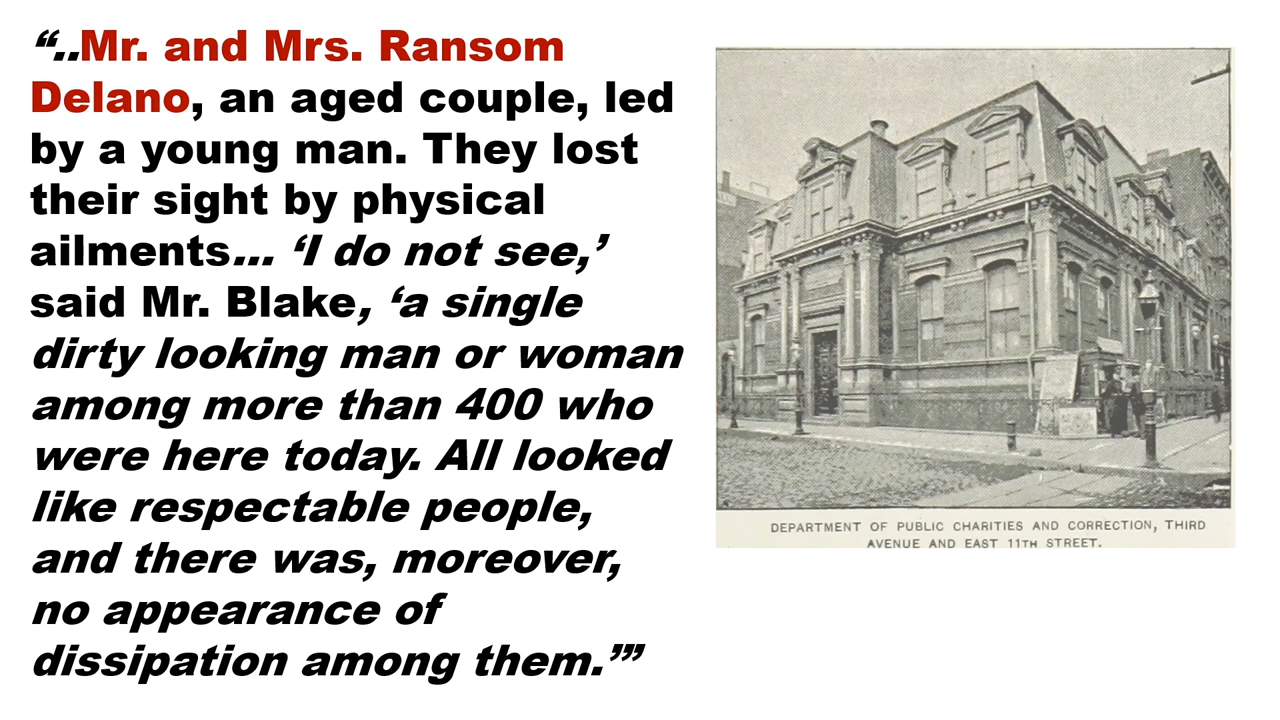 “..Mr. and Mrs. Ransom
Delano, an aged couple, led
by a young man. They lost
their sight by physical
ailments... ‘I do not see,’
said Mr. Blake, ‘a single
dirty looking man or woman
among more than 400 who
were here today. All looked
like respectable people,
and there was, moreover,
no appearance of
dissipation among them.’”
DEPARTMENT OF PUBLIC CHARITIES AND CORRECTION, THIRD
AVENUE AND EAST 11TH STREET.